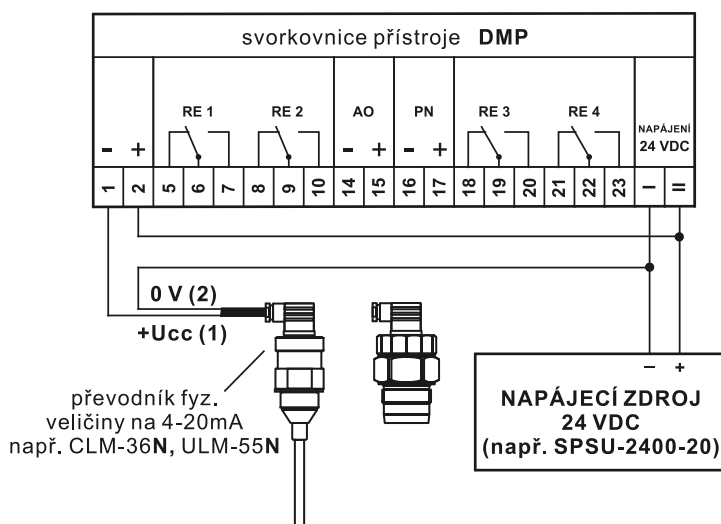 svorkovnice přístroje DMP
RE 1 RE 2 AO PN RE 3 RE 4 NAPÁJENÍ
24 VDC
- + - + - +
1 2 5 6 7 8 9 10 14 15 16 17 18 19 20 21 22 23 I II
0 V (2)
+Ucc (1)
převodník fyz.
veličiny na 4-20mA
např. CLM-36N, ULM-55N
– +
NAPÁJECÍ ZDROJ
24 VDC
(např. SPSU-2400-20)